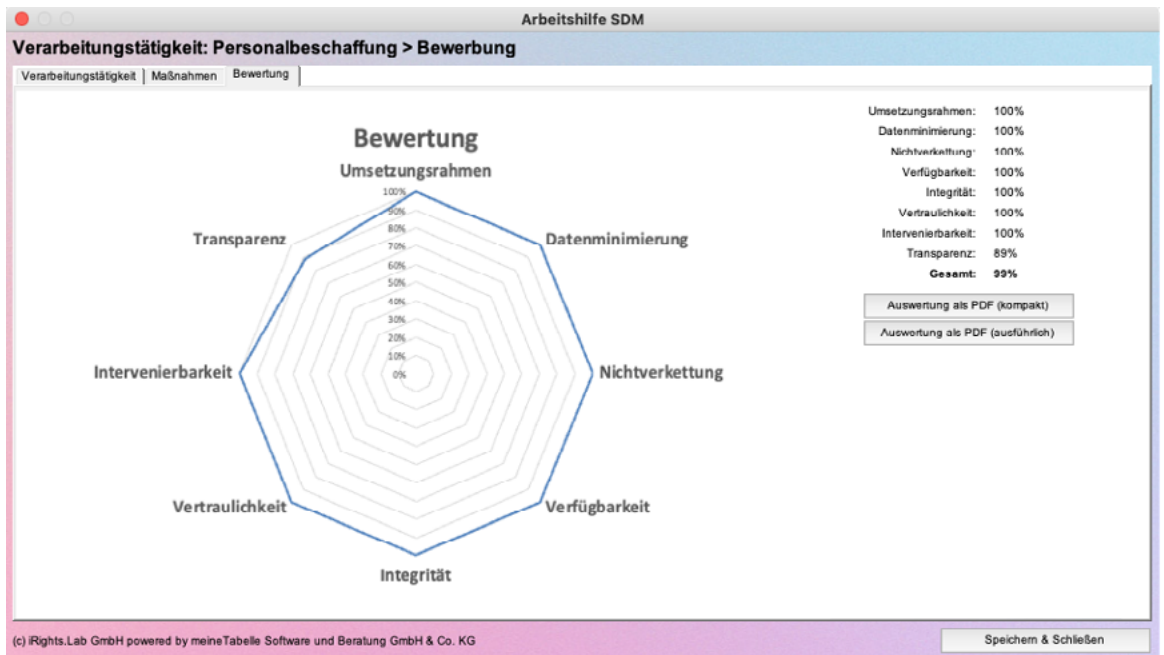 Arbeitshilfe SDM
Verarbeitungstätigkeit: Personalbeschaffung > Bewerbung
Verarbeitungstätigkeit Maßnahmen Bewertung
Bewertung
Umsetzungsrahmen
100%
90%
80%
70%
60%
50%
40%
30%
20%
10%
0%
Transparenz
Datenminimierung
Intervenierbarkeit
Nichtverkettung
Vertraulichkeit
Verfügbarkeit
Integrität
Umsetzungsrahmen: 100%
Datenminimierung: 100%
Nichtverkettung: 100%
Verfügbarkeit: 100%
Integrität: 100%
Vertraulichkeit: 100%
Intervenierbarkeit: 100%
Transparenz: 89%
Gesamt: 99%
Auswertung als PDF (kompakt)
Auswertung als PDF (ausführlich)
(c) iRights.Lab GmbH powered by meineTabelle Software und Beratung GmbH & Co. KG
Speichern & Schließen